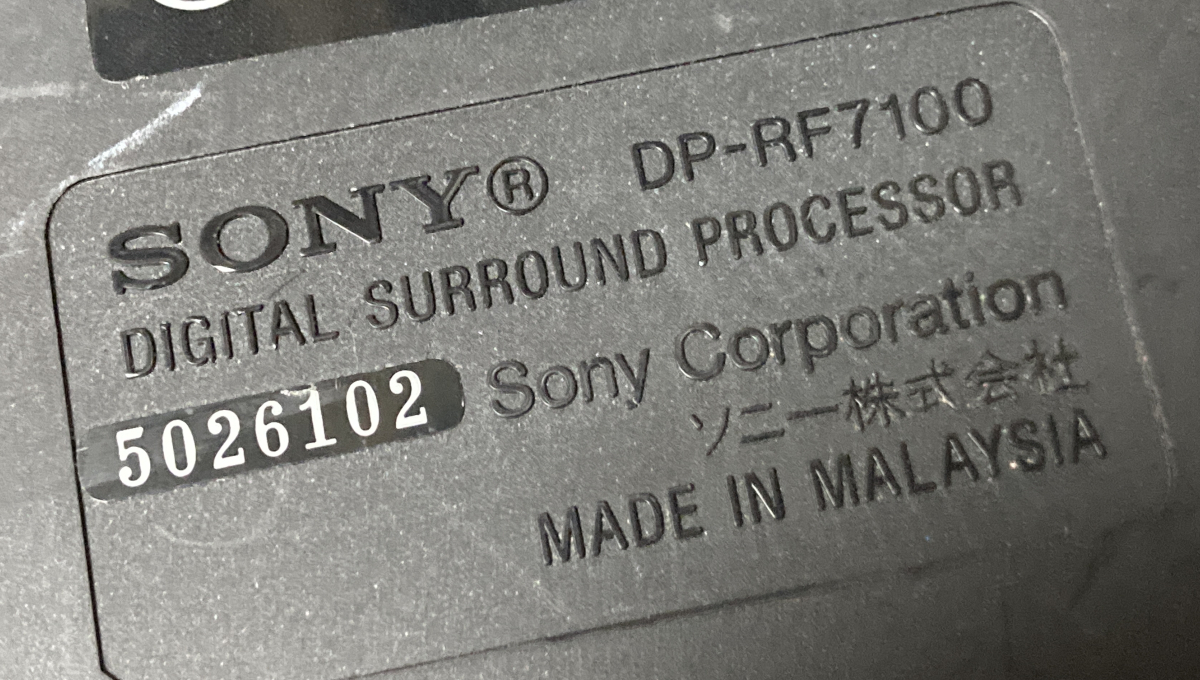 SONY® DP-RF7100
DIGITAL SURROUND PROCESSOR
5026102 Sony Corporation
ソニー株式会社
MADE IN MALAYSIA